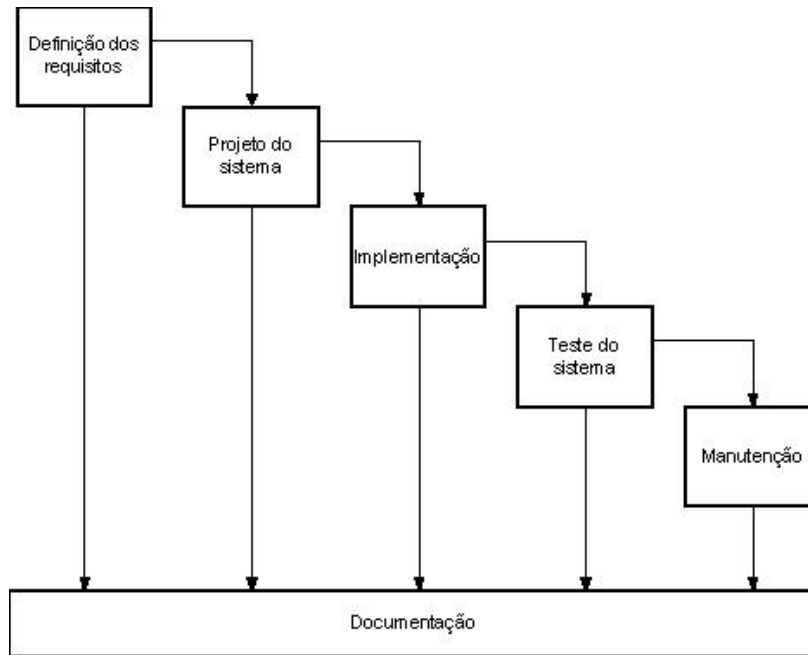 Definição dos
requisitos
Projeto do
sistema
Implementação
Teste do
sistema
Manutenção
Documentação